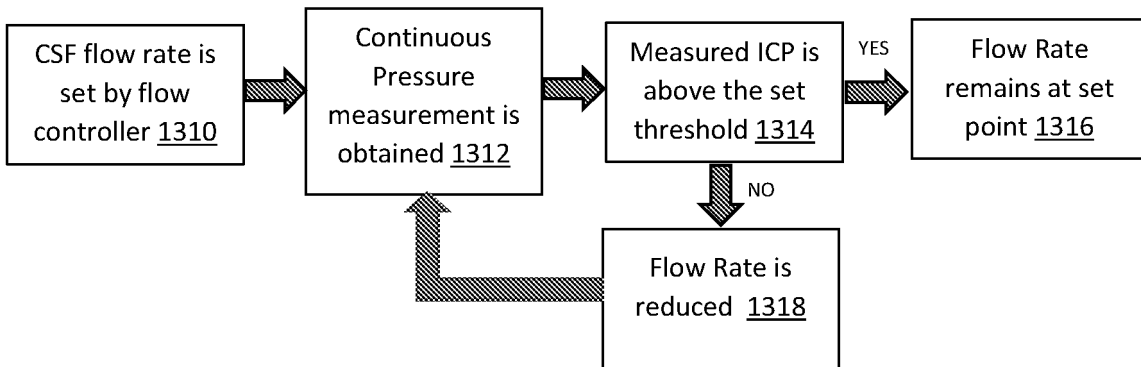 CSF flow rate is
set by flow
controller 1310
Continuous
Pressure
measurement is
obtained 1312
Measured ICP is
above the set
threshold 1314
YES
Flow Rate
remains at set
point 1316
NO
Flow Rate is
reduced 1318